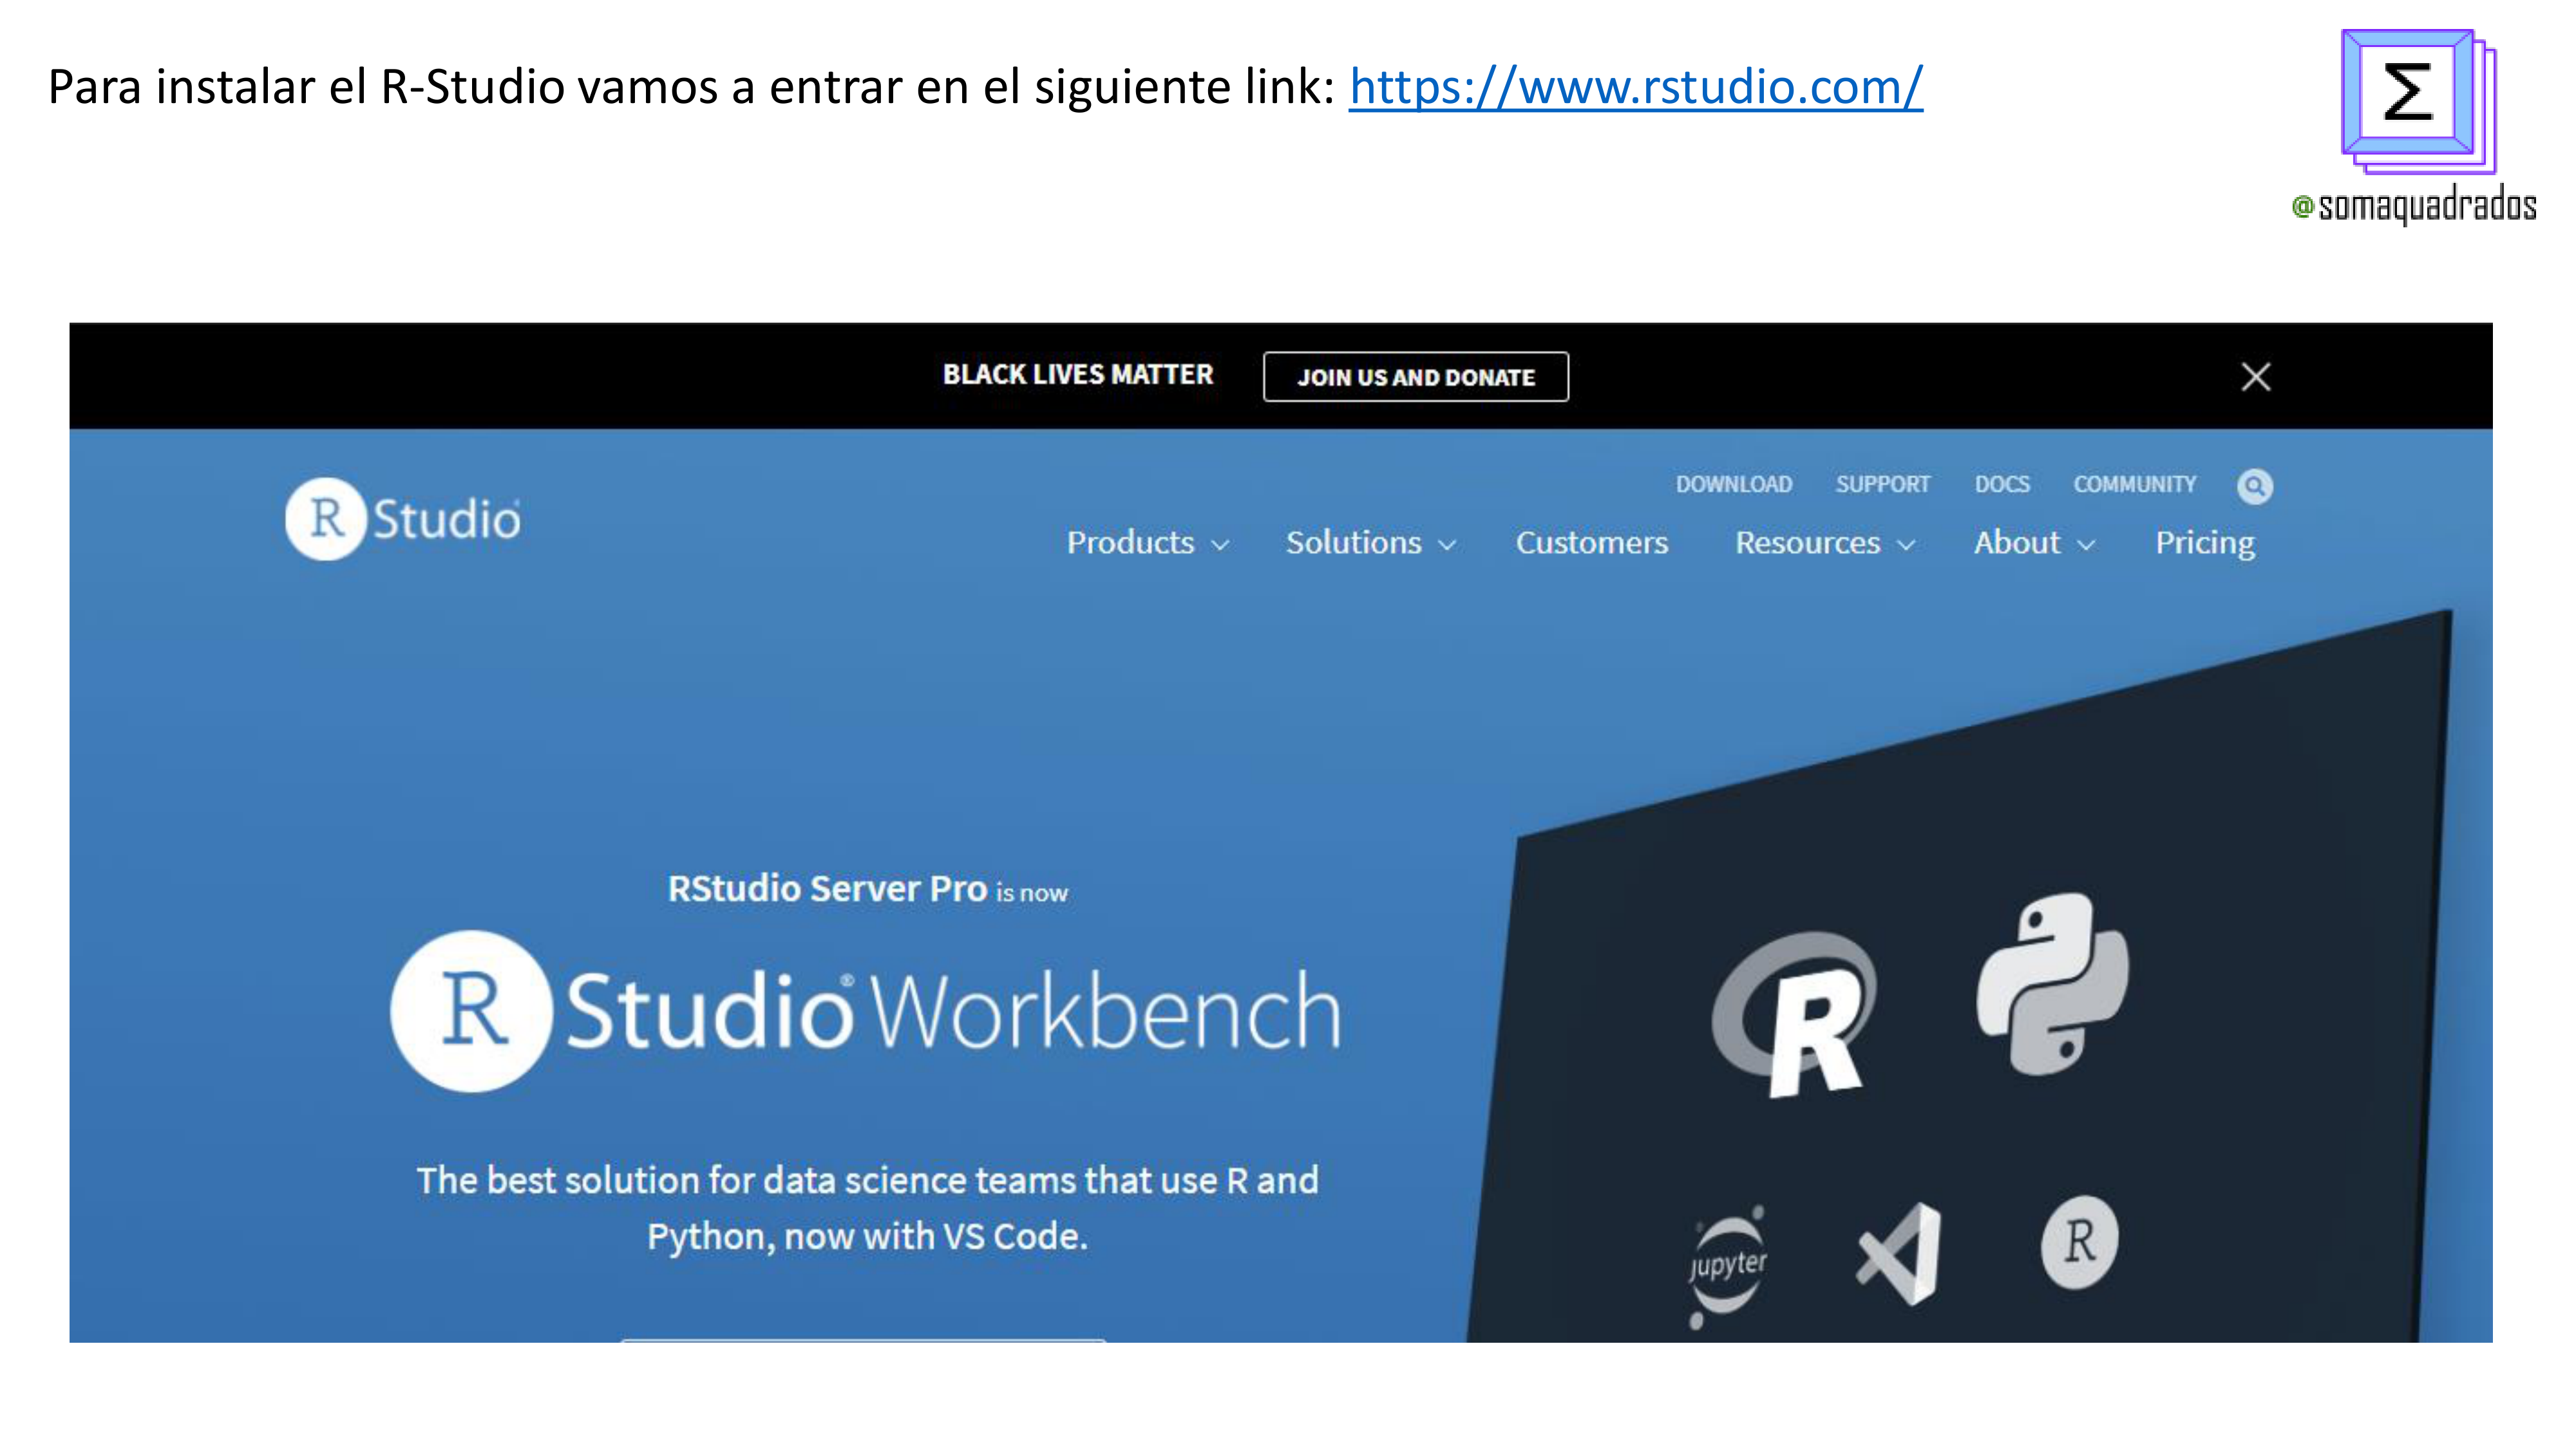 Para instalar el R-Studio vamos a entrar en el siguiente link: https://www.rstudio.com/
Σ
@somaquadrados
BLACK LIVES MATTER
JOIN US AND DONATE
DOWNLOAD SUPPORT DOCS COMMUNITY
R Studio
Products Solutions Customers Resources About Pricing
RStudio Server Pro is now
R Studio® Workbench
The best solution for data science teams that use R and
Python, now with VS Code.
R
jupyter
R